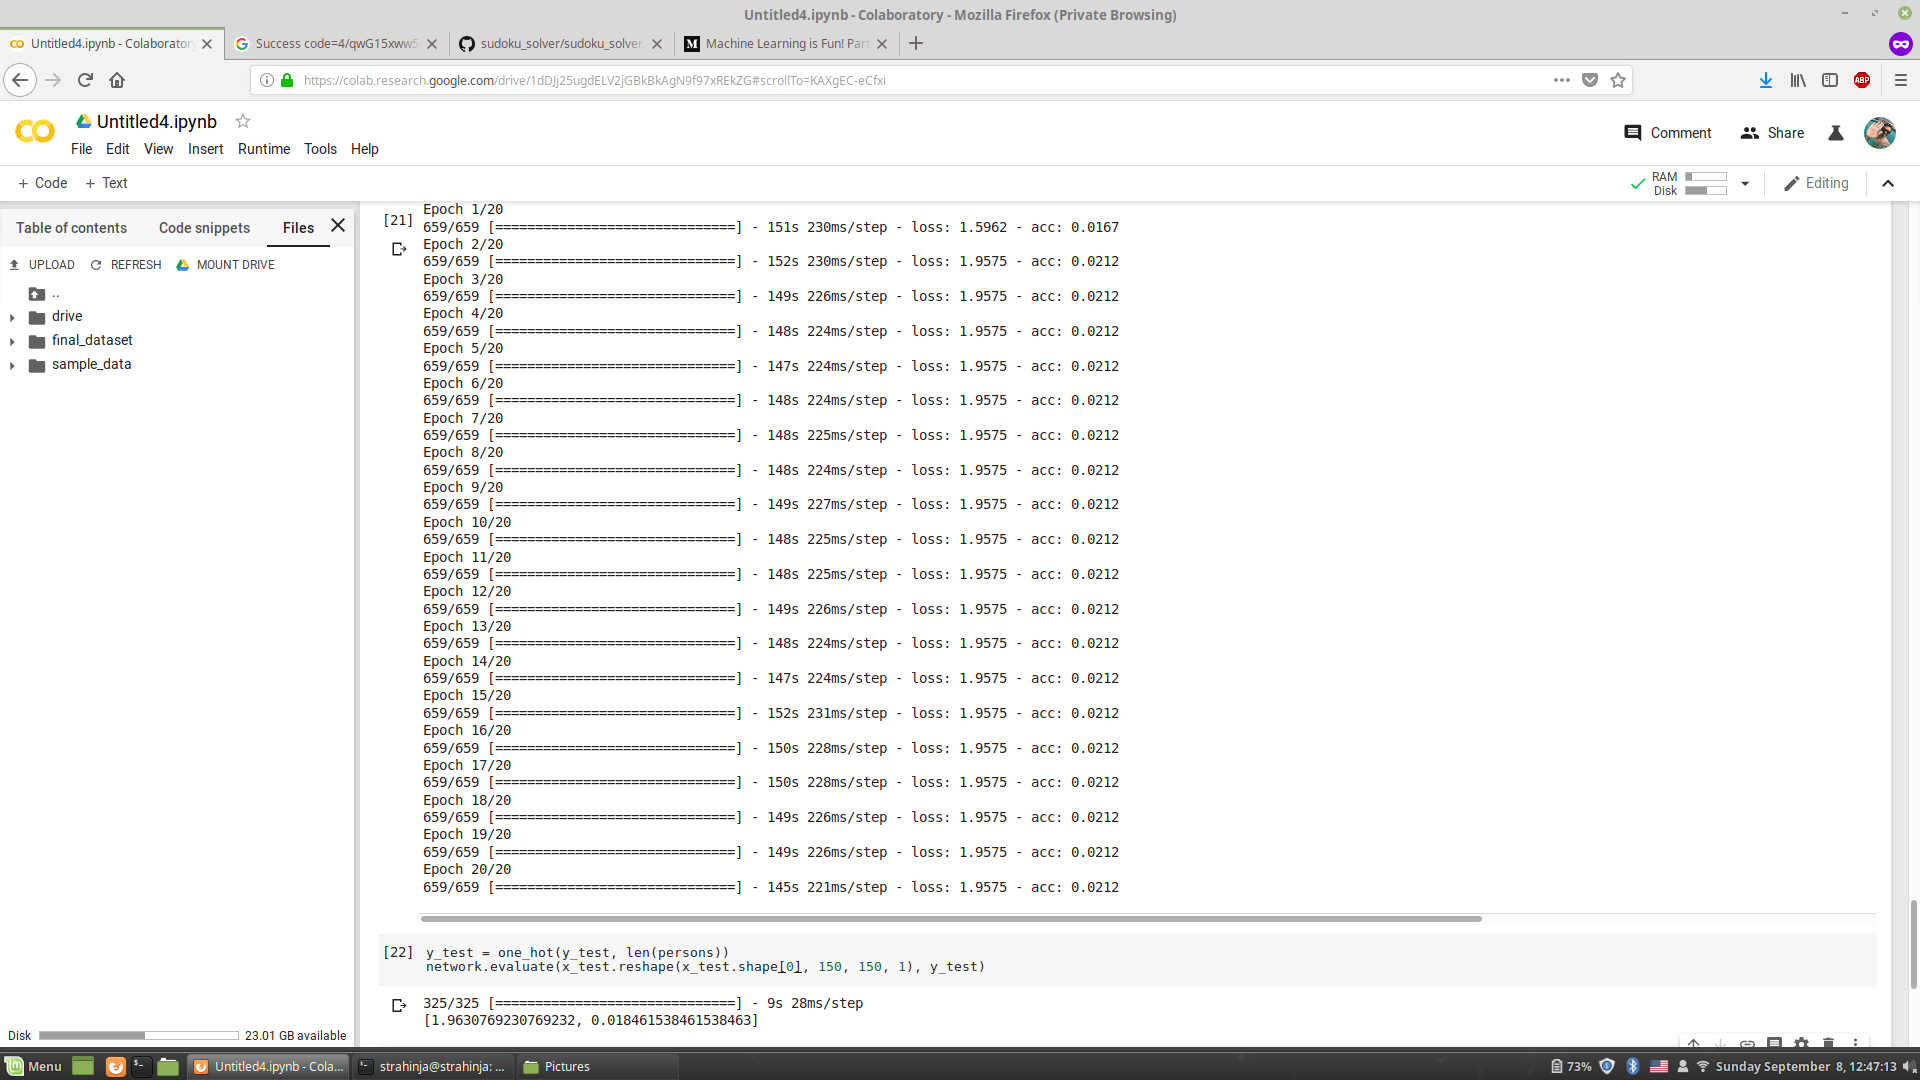 Untitled4.ipynb - Colaboratory - Mozilla Firefox (Private Browsing)
Untitled4.ipynb - Colaborator
Success code=4/qwG15xww5
sudoku_solver/sudoku_solver
Machine Learning is Fun! Part
https://colab.research.google.com/drive/1dDJj25ugdELV2jGBkBkAgN9f97xREkZG#scrollTo=KAXgEC-eCfxi
ABP
Untitled4.ipynb
Comment
Share
File Edit View Insert Runtime Tools Help
+ Code + Text
RAM
Disk
Editing
Table of contents Code snippets Files
UPLOAD REFRESH MOUNT DRIVE
..
drive
final_dataset
sample_data
Disk 23.01 GB available
[21]
Epoch 1/20
659/659 [==============================] - 151s 230ms/step - loss: 1.5962 - acc: 0.0167
Epoch 2/20
659/659 [==============================] - 152s 230ms/step - loss: 1.9575 - acc: 0.0212
Epoch 3/20
659/659 [==============================] - 149s 226ms/step - loss: 1.9575 - acc: 0.0212
Epoch 4/20
659/659 [==============================] - 148s 224ms/step - loss: 1.9575 - acc: 0.0212
Epoch 5/20
659/659 [==============================] - 147s 224ms/step - loss: 1.9575 - acc: 0.0212
Epoch 6/20
659/659 [==============================] - 148s 224ms/step - loss: 1.9575 - acc: 0.0212
Epoch 7/20
659/659 [==============================] - 148s 225ms/step - loss: 1.9575 - acc: 0.0212
Epoch 8/20
659/659 [==============================] - 148s 224ms/step - loss: 1.9575 - acc: 0.0212
Epoch 9/20
659/659 [==============================] - 149s 227ms/step - loss: 1.9575 - acc: 0.0212
Epoch 10/20
659/659 [==============================] - 148s 225ms/step - loss: 1.9575 - acc: 0.0212
Epoch 11/20
659/659 [==============================] - 148s 225ms/step - loss: 1.9575 - acc: 0.0212
Epoch 12/20
659/659 [==============================] - 149s 226ms/step - loss: 1.9575 - acc: 0.0212
Epoch 13/20
659/659 [==============================] - 148s 224ms/step - loss: 1.9575 - acc: 0.0212
Epoch 14/20
659/659 [==============================] - 147s 224ms/step - loss: 1.9575 - acc: 0.0212
Epoch 15/20
659/659 [==============================] - 152s 231ms/step - loss: 1.9575 - acc: 0.0212
Epoch 16/20
659/659 [==============================] - 150s 228ms/step - loss: 1.9575 - acc: 0.0212
Epoch 17/20
659/659 [==============================] - 150s 228ms/step - loss: 1.9575 - acc: 0.0212
Epoch 18/20
659/659 [==============================] - 149s 226ms/step - loss: 1.9575 - acc: 0.0212
Epoch 19/20
659/659 [==============================] - 149s 226ms/step - loss: 1.9575 - acc: 0.0212
Epoch 20/20
659/659 [==============================] - 145s 221ms/step - loss: 1.9575 - acc: 0.0212
[22] y_test = one_hot(y_test, len(persons))
network.evaluate(x_test.reshape(x_test.shape[0], 150, 150, 1), y_test)
325/325 [==============================] - 9s 28ms/step
[1.9630769230769232, 0.018461538461538463]
Menu
Untitled4.ipynb - Cola...
strahinja@strahinja: ...
Pictures
73%
Sunday September 8, 12:47:13